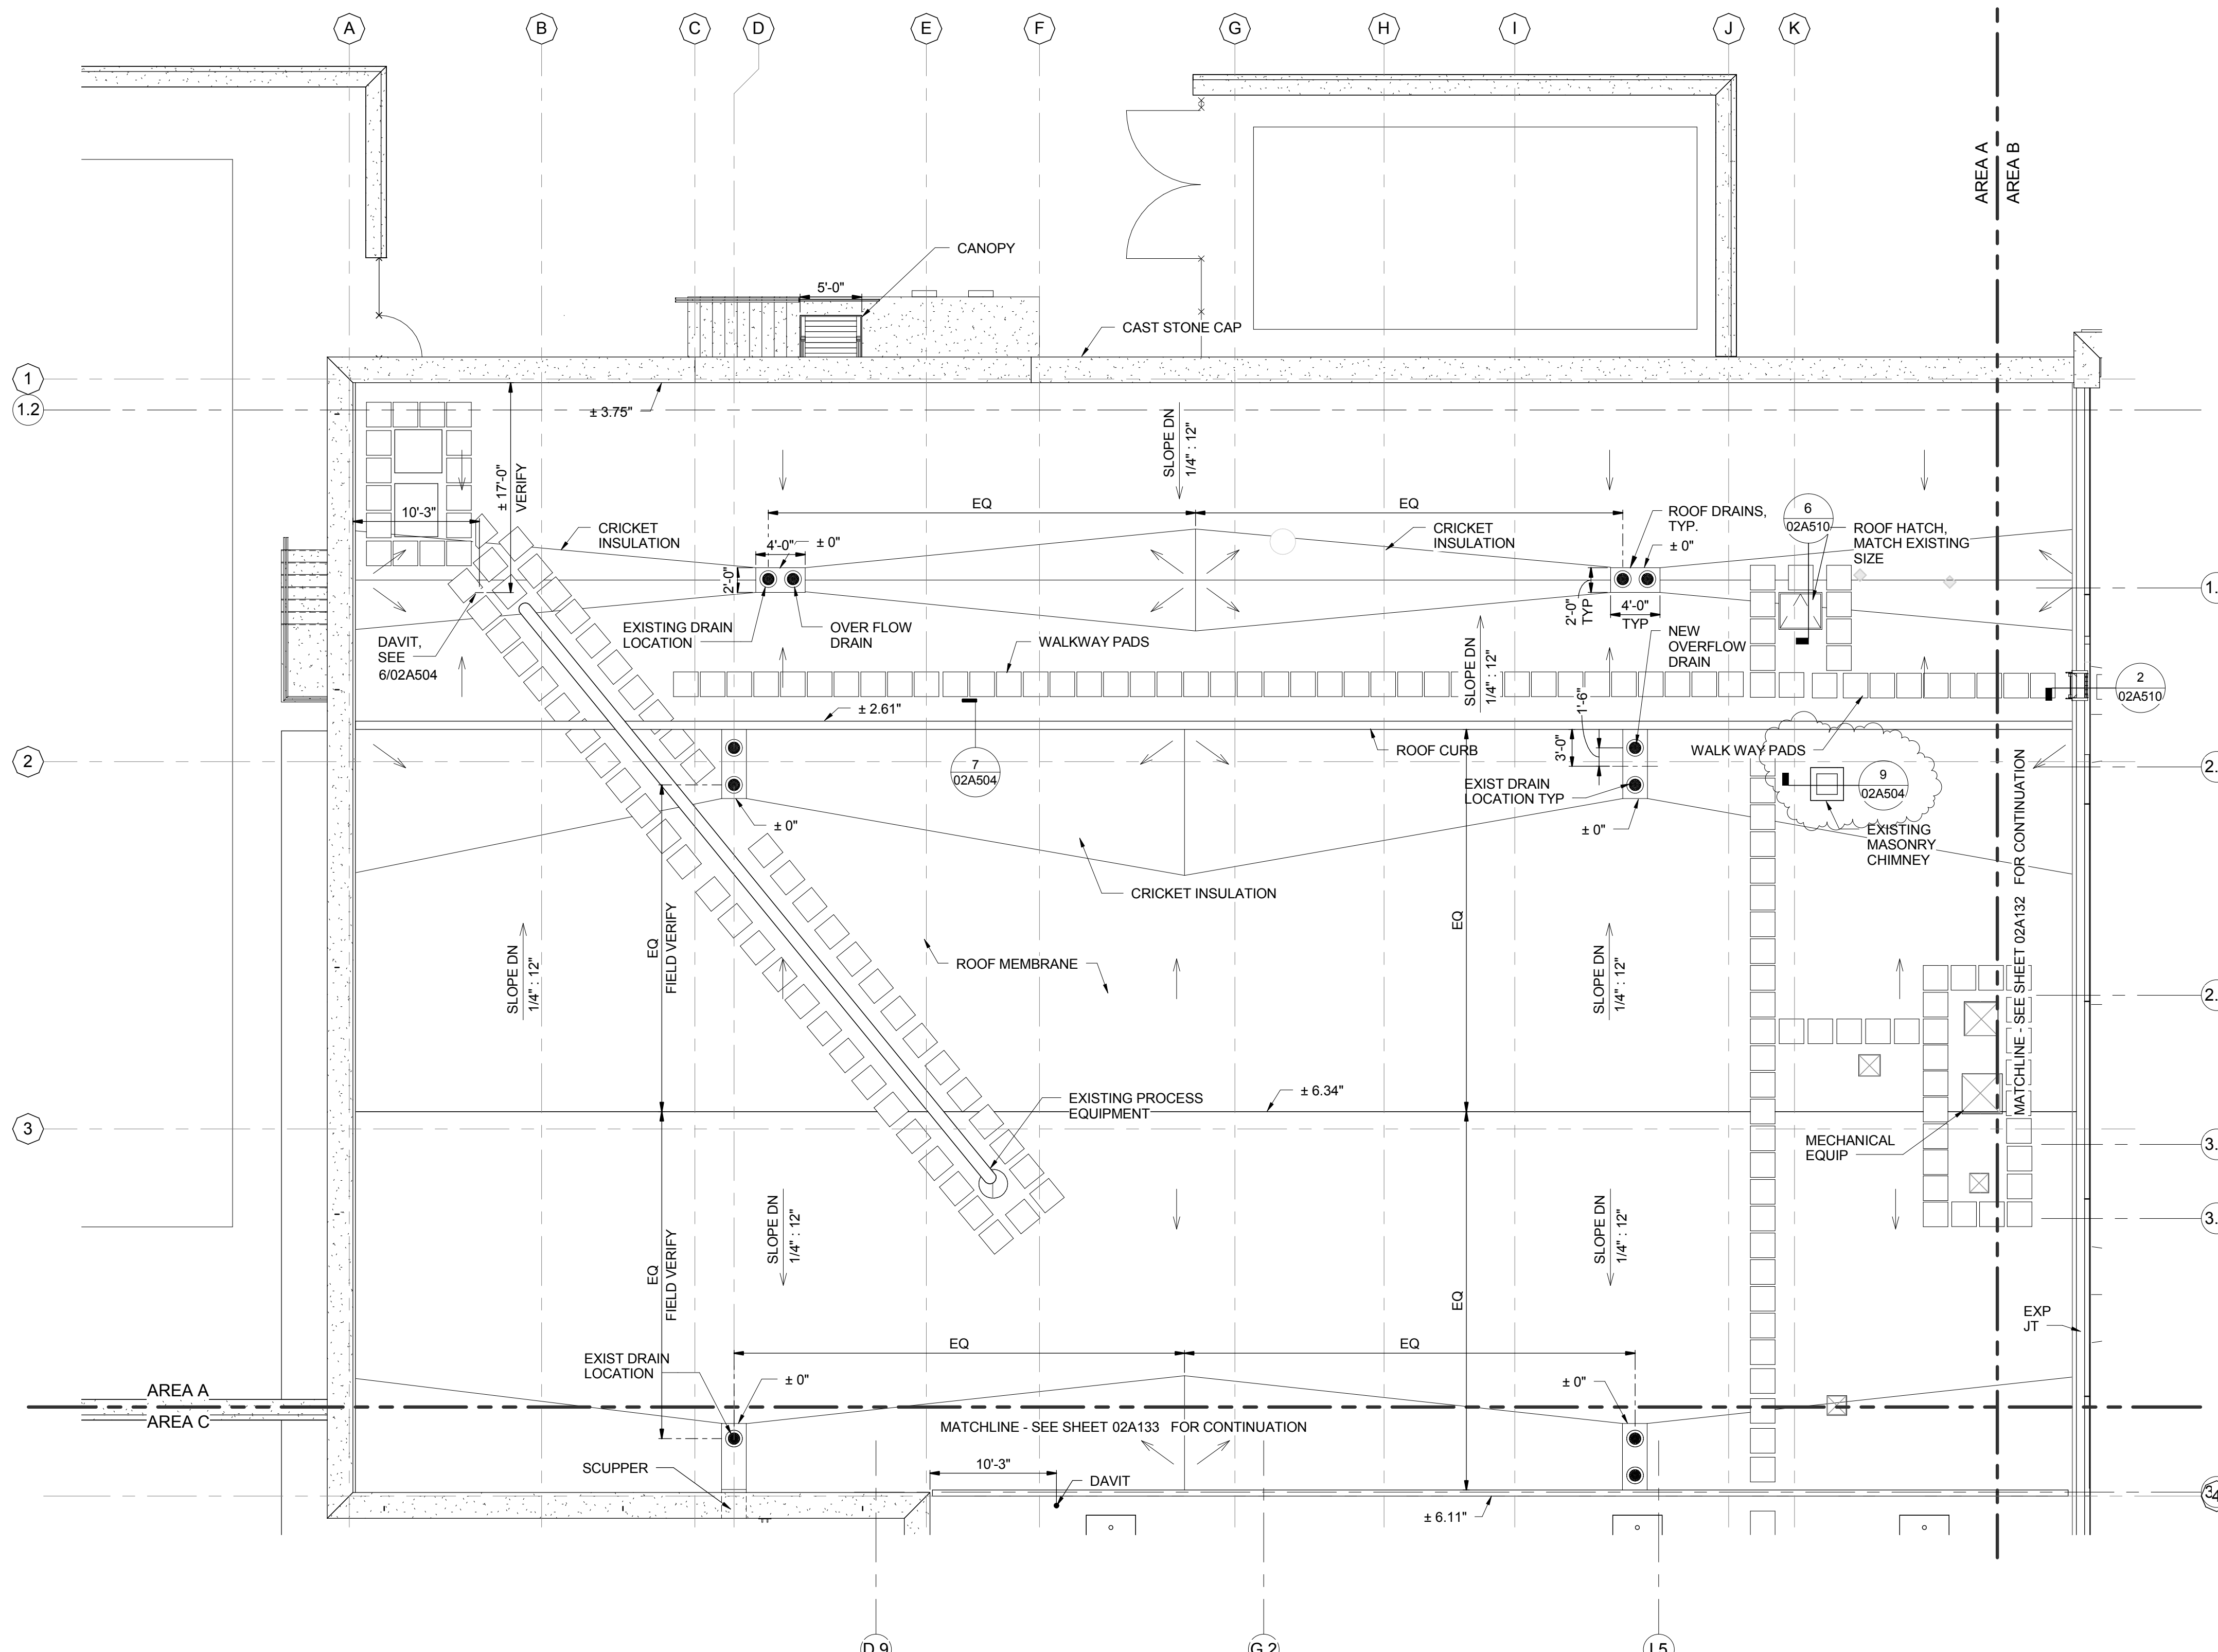 A
B
C
D
E
F
G
H
I
J
K
AREA A
AREA B
CANOPY
5'-0"
CAST STONE CAP
1
1.2
± 3.75"
SLOPE DN
1/4" : 12"
± 17'-0"
VERIFY
10'-3"
CRICKET
INSULATION
4'-0"
± 0"
2'-0"
EQ
EQ
CRICKET
INSULATION
ROOF DRAINS,
TYP.
± 0"
6
02A510
ROOF HATCH,
MATCH EXISTING
SIZE
DAVIT,
SEE
6/02A504
EXISTING DRAIN
LOCATION
OVER FLOW
DRAIN
WALKWAY PADS
2'-0"
TYP
4'-0"
TYP
NEW
OVERFLOW
DRAIN
SLOPE DN
1/4" : 12"
1'-6"
3'-0"
2
02A510
± 2.61"
ROOF CURB
WALK WAY PADS
2
7
02A504
EXIST DRAIN
LOCATION TYP
9
02A504
± 0"
± 0"
EXISTING
MASONRY
CHIMNEY
CRICKET INSULATION
MATCHLINE - SEE SHEET 02A132 FOR CONTINUATION
SLOPE DN
1/4" : 12"
EQ
FIELD VERIFY
ROOF MEMBRANE
EQ
SLOPE DN
1/4" : 12"
± 6.34"
EXISTING PROCESS
EQUIPMENT
3
MECHANICAL
EQUIP
EQ
FIELD VERIFY
SLOPE DN
1/4" : 12"
EQ
SLOPE DN
1/4" : 12"
EXP
JT
EQ
EQ
EXIST DRAIN
LOCATION
± 0"
± 0"
AREA A
AREA C
MATCHLINE - SEE SHEET 02A133 FOR CONTINUATION
SCUPPER
10'-3"
DAVIT
± 6.11"
D.9
G.2